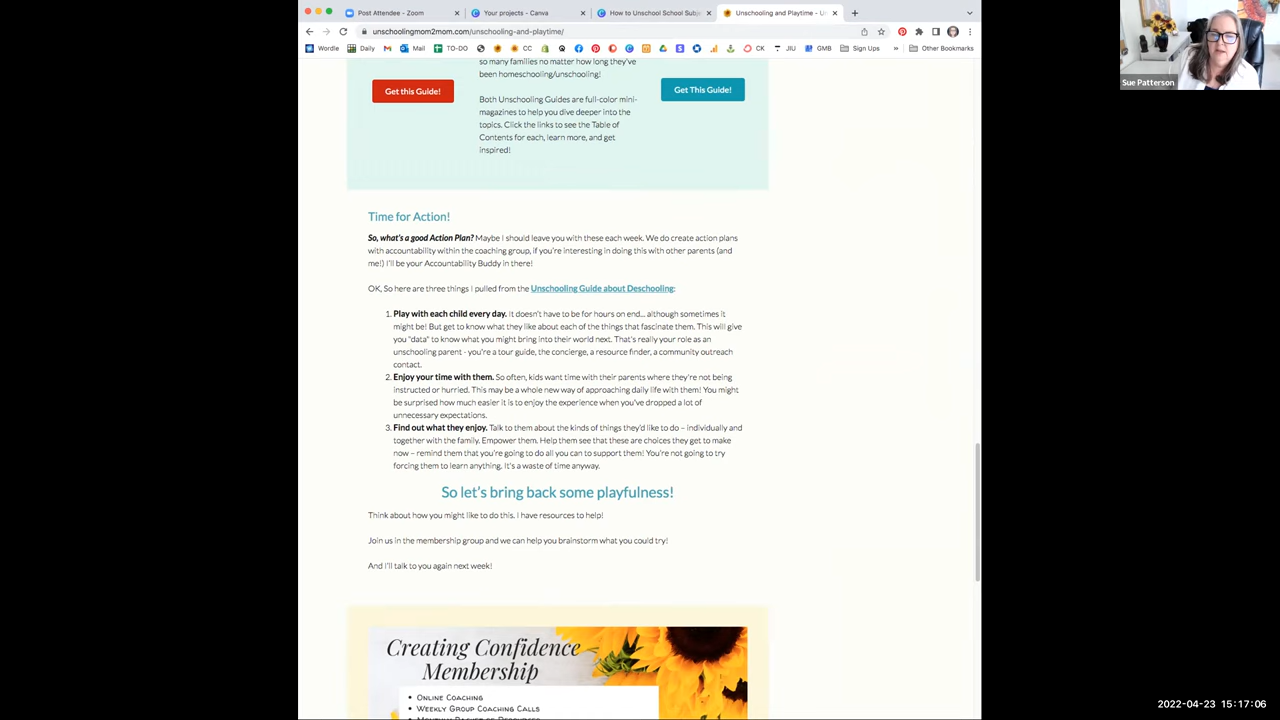 Post Attendee - Zoom
Your projects - Canva
How to Unschool School Subje
Unschooling and Playtime - U
unschoolingmom2mom.com/unschooling-and-playtime/
Wordle Daily Mail TO-DO CC CK JIU GMB Sign Ups » Other Bookmarks
Sue Patterson
so many families no matter how long they've
been homeschooling/unschooling!
Get this Guide!
Get This Guide!
Both Unschooling Guides are full-color mini-
magazines to help you dive deeper into the
topics. Click the links to see the Table of
Contents for each, learn more, and get
inspired!
Time for Action!
So, what's a good Action Plan? Maybe I should leave you with these each week. We do create action plans
with accountability within the coaching group, if you're interesting in doing this with other parents (and
me!) I'll be your Accountability Buddy in there!
OK, So here are three things I pulled from the Unschooling Guide about Deschooling:
1. Play with each child every day. It doesn't have to be for hours on end... although sometimes it
might be! But get to know what they like about each of the things that fascinate them. This will give
you "data" to know what you might bring into their world next. That's really your role as an
unschooling parent - you're a tour guide, the concierge, a resource finder, a community outreach
contact.
2. Enjoy your time with them. So often, kids want time with their parents where they're not being
instructed or hurried. This may be a whole new way of approaching daily life with them! You might
be surprised how much easier it is to enjoy the experience when you've dropped a lot of
unnecessary expectations.
3. Find out what they enjoy. Talk to them about the kinds of things they'd like to do – individually and
together with the family. Empower them. Help them see that these are choices they get to make
now – remind them that you're going to do all you can to support them! You're not going to try
forcing them to learn anything. It's a waste of time anyway.
So let's bring back some playfulness!
Think about how you might like to do this. I have resources to help!
Join us in the membership group and we can help you brainstorm what you could try!
And I'll talk to you again next week!
Creating Confidence
Membership
• Online Coaching
• Weekly Group Coaching Calls
2022-04-23 15:17:06